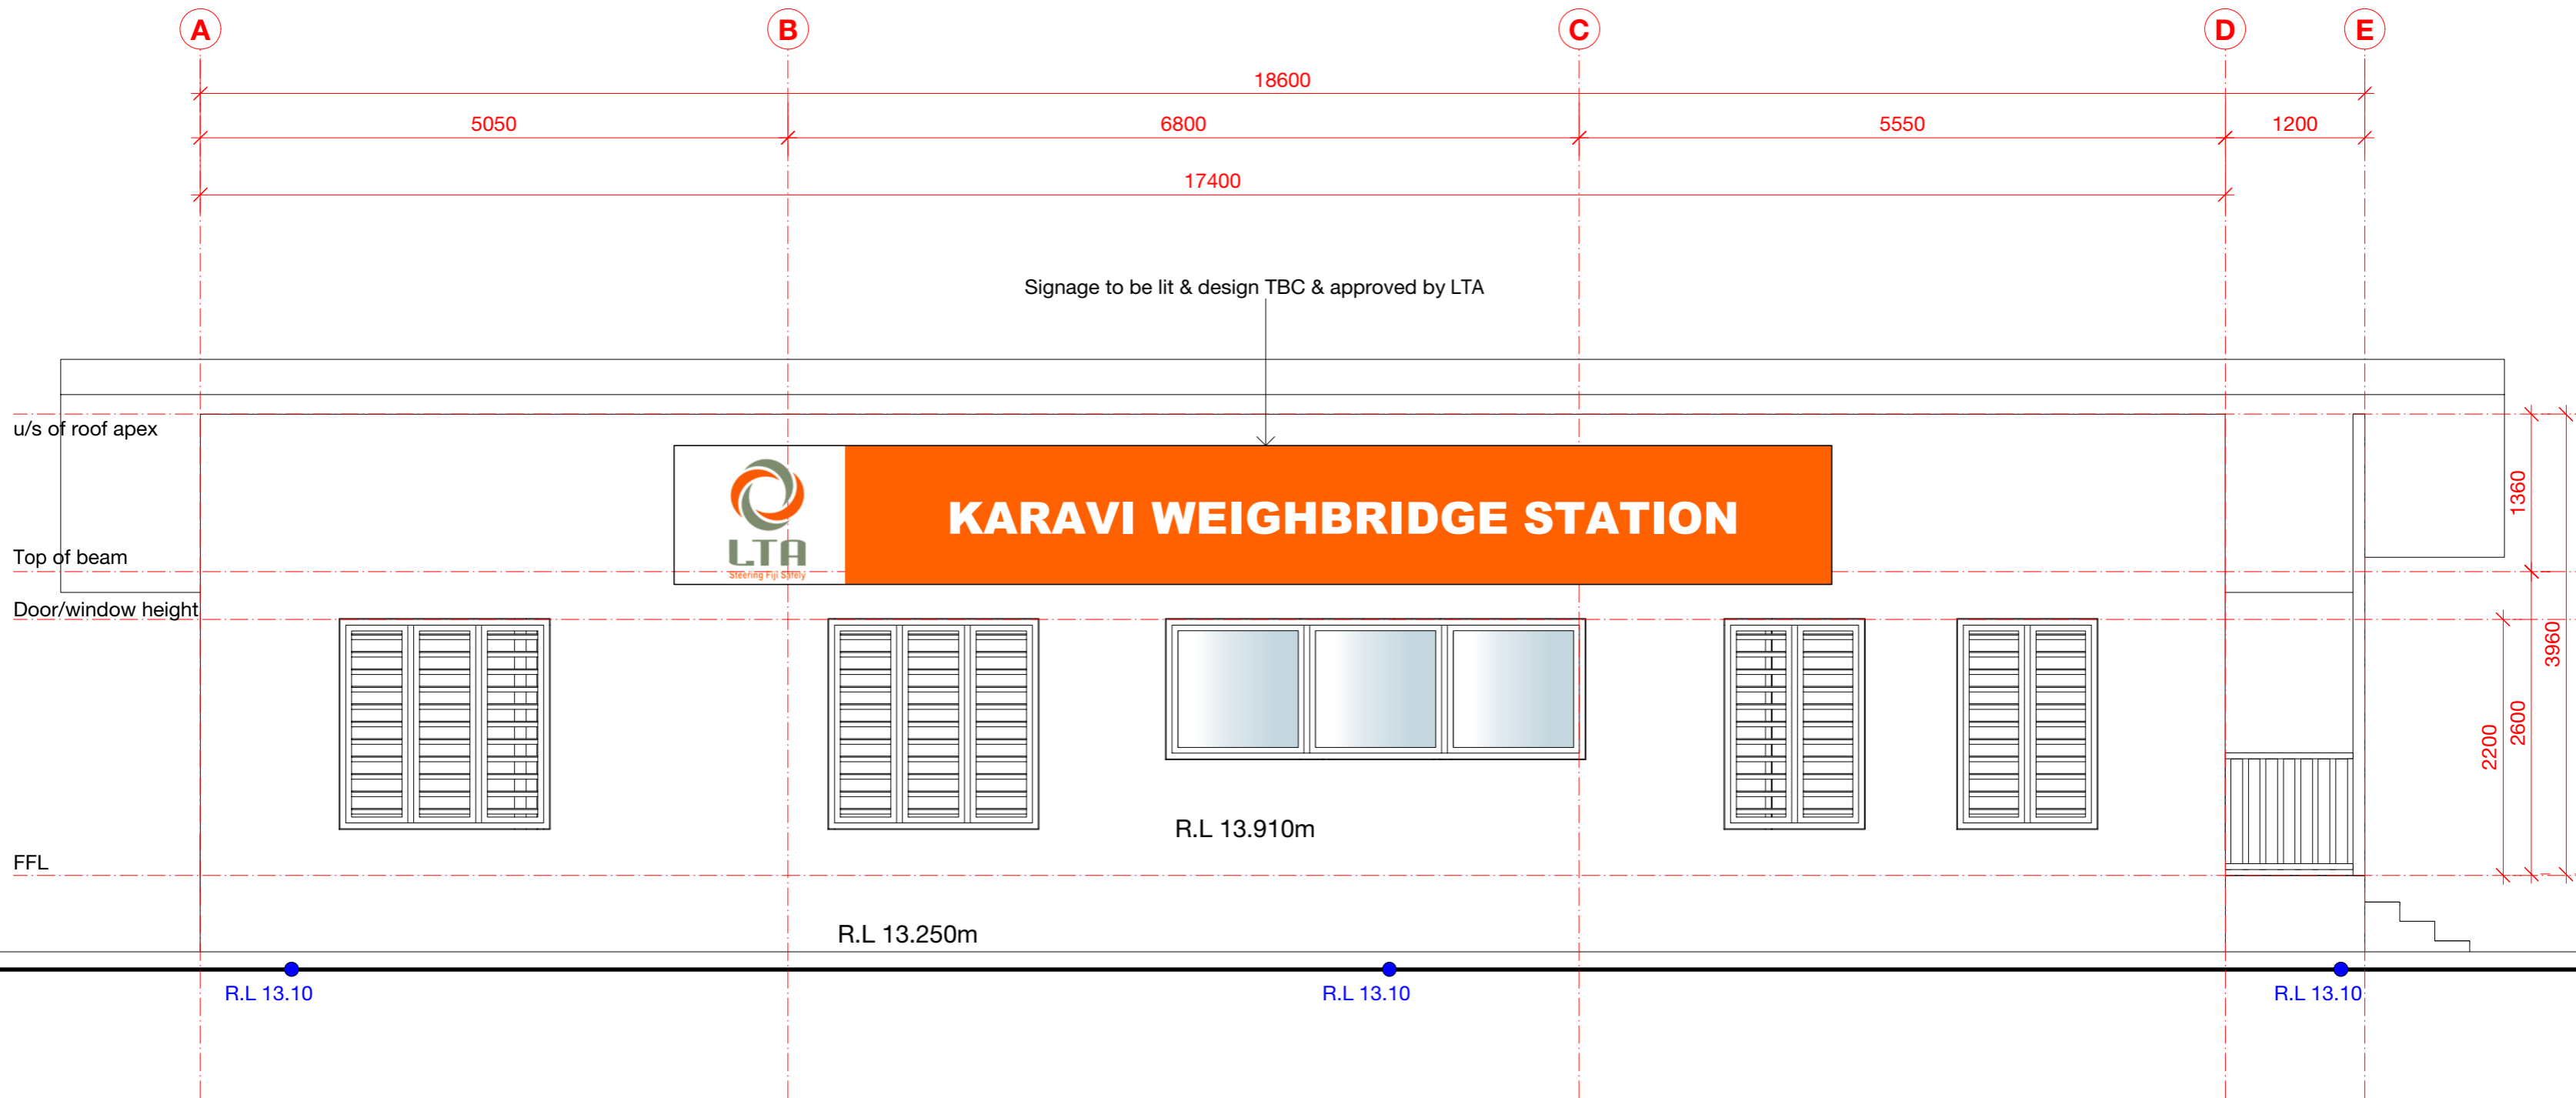 A
B
C
D
E
18600
5050
6800
5550
1200
17400
Signage to be lit & design TBC & approved by LTA
u/s of roof apex
KARAVI WEIGHBRIDGE STATION
LTA
Steering Fiji Safely
1360
Top of beam
Door/window height
3960
2600
2200
R.L 13.910m
FFL
R.L 13.250m
R.L 13.10
R.L 13.10
R.L 13.10